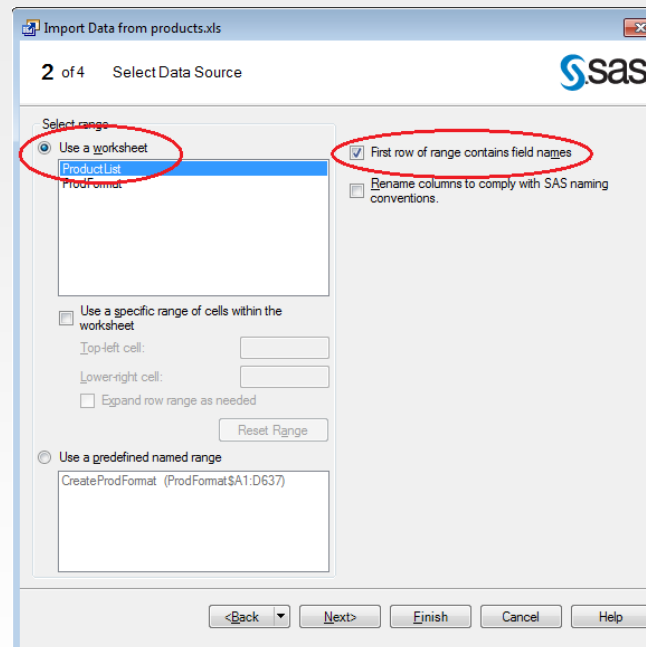 Import Data from products.xls
2 of 4 Select Data Source
sas
Select range
Use a worksheet
ProductList
ProdFormat
First row of range contains field names
Rename columns to comply with SAS naming
conventions.
Use a specific range of cells within the
worksheet
Top-left cell:
Lower-right cell:
Expand row range as needed
Reset Range
Use a predefined named range
CreateProdFormat (ProdFormat$A1:D637)
<Back
Next>
Finish
Cancel
Help